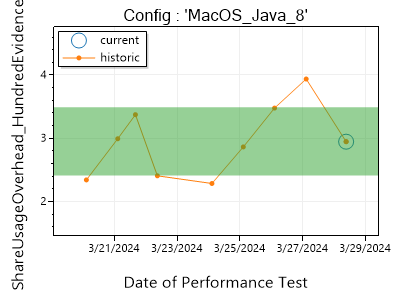 Config : 'MacOS_Java_8'
current
historic
ShareUsageOverhead_HundredEvidence
4
3
2
3/21/2024 3/23/2024 3/25/2024 3/27/2024 3/29/2024
Date of Performance Test